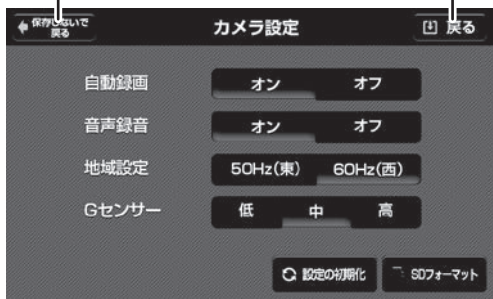 保存しないで
戻る
カメラ設定
戻る
自動録画 オン オフ
音声録音 オン オフ
地域設定 50Hz(東) 60Hz(西)
Gセンサー 低 中 高
設定の初期化 SDフォーマット